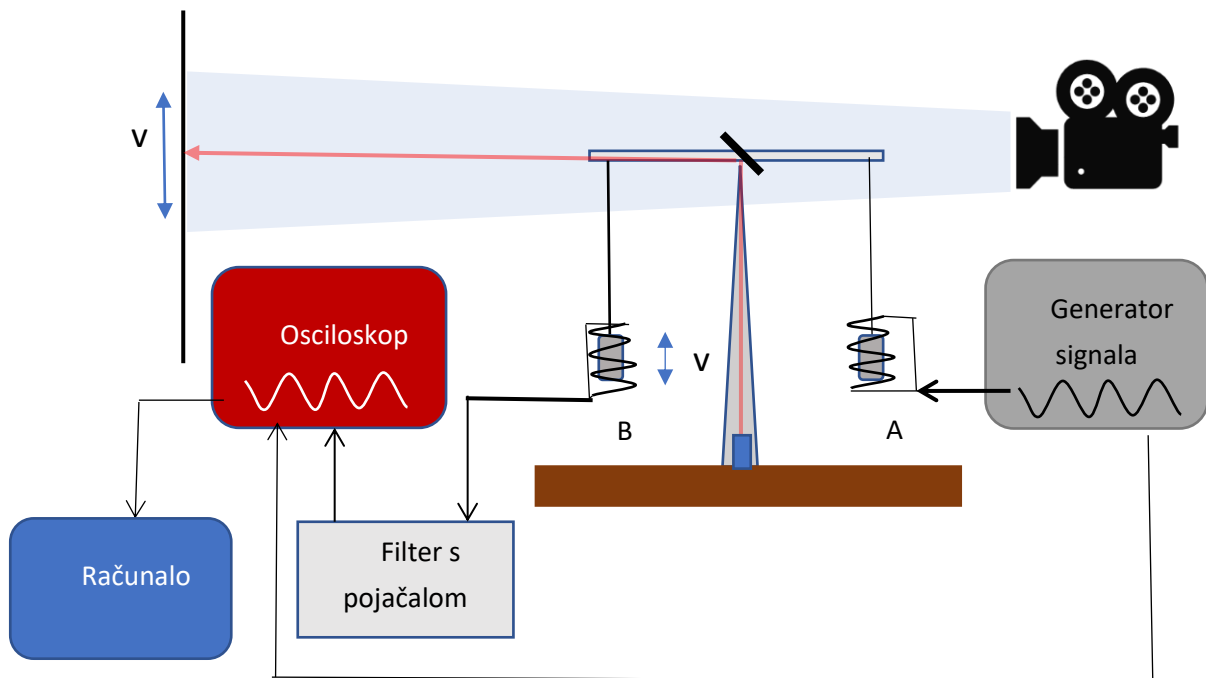 v
Osciloskop
v
Generator
signala
B
A
Računalo
Filter s
pojačalom